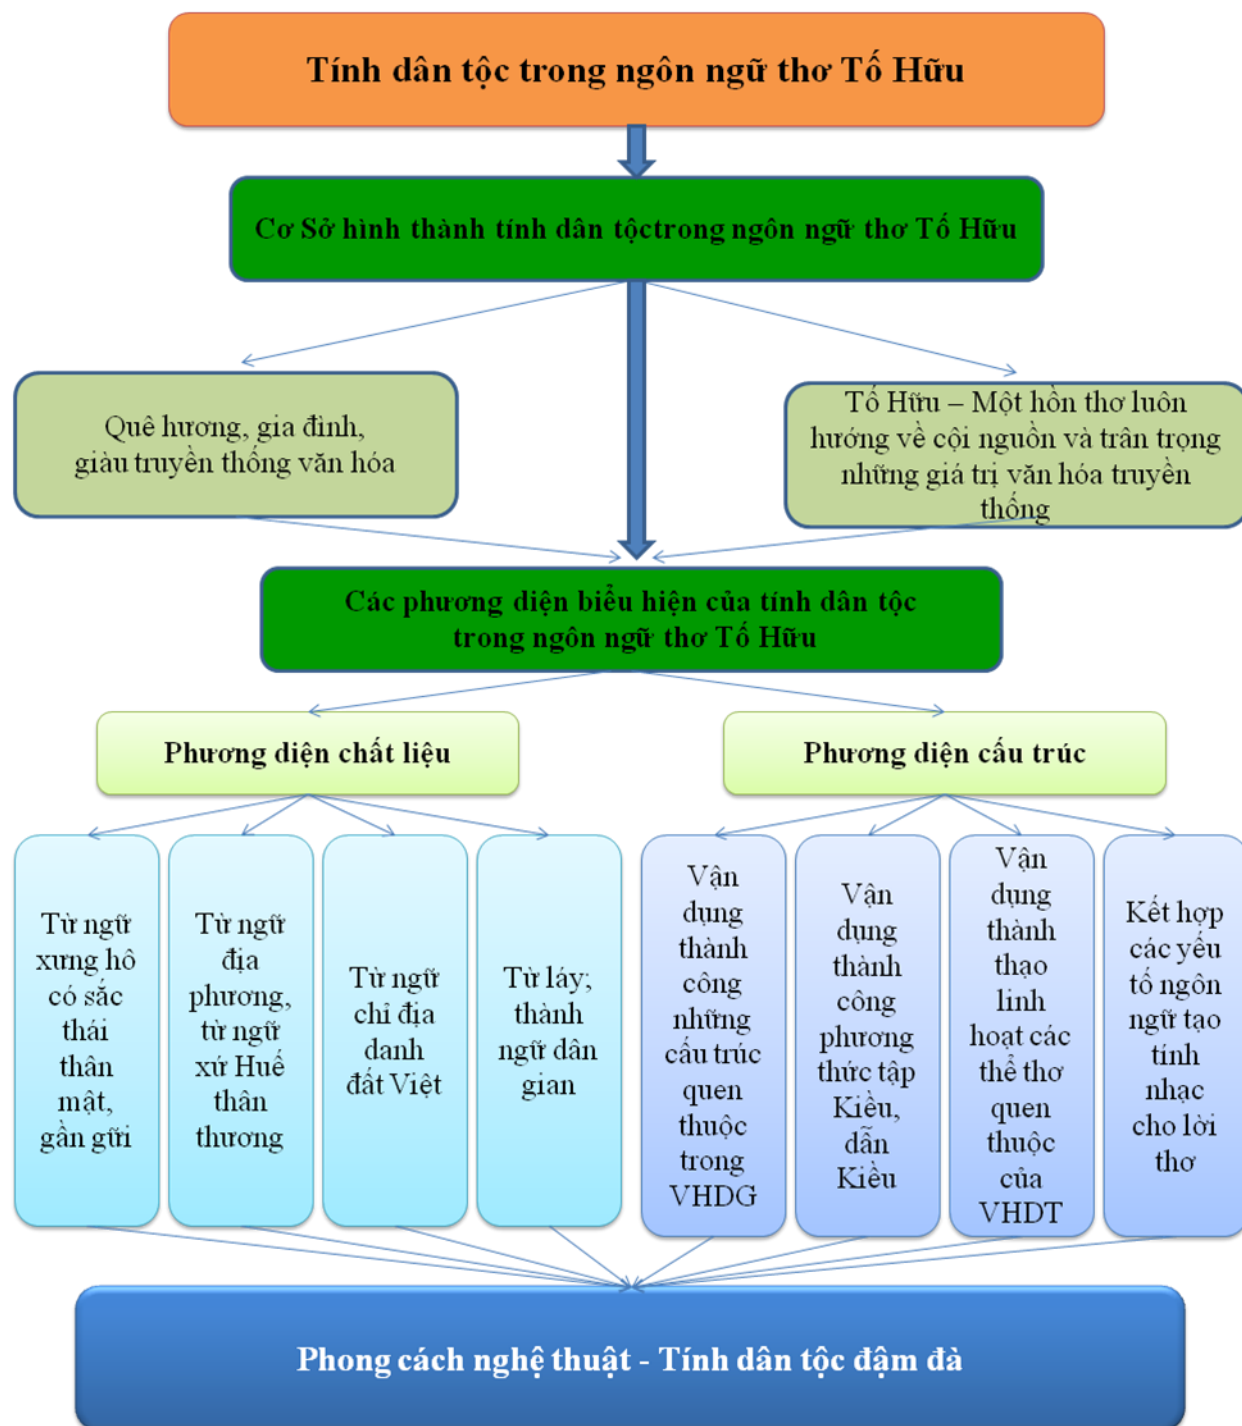 Tính dân tộc trong ngôn ngữ thơ Tố Hữu
Cơ Sở hình thành tính dân tộctrong ngôn ngữ thơ Tố Hữu
Quê hương, gia đình,
giàu truyền thống văn hóa
Tố Hữu – Một hồn thơ luôn
hướng về cội nguồn và trân trọng
những giá trị văn hóa truyền
thống
Các phương diện biểu hiện của tính dân tộc
trong ngôn ngữ thơ Tố Hữu
Phương diện chất liệu
Phương diện cấu trúc
Từ ngữ
xưng hô
có sắc
thái
thân
mật,
gần gũi
Từ ngữ
địa
phương,
từ ngữ
xứ Huế
thân
thương
Từ ngữ
chỉ địa
danh
đất Việt
Từ láy;
thành
ngữ dân
gian
Vận
dụng
thành
công
những
cấu trúc
quen
thuộc
trong
VHDG
Vận
dụng
thành
công
phương
thức tập
Kiều,
dẫn
Kiều
Vận
dụng
thành
thạo
linh
hoạt các
thể thơ
quen
thuộc
của
VHDT
Kết hợp
các yếu
tố ngôn
ngữ tạo
tính
nhạc
cho lời
thơ
Phong cách nghệ thuật - Tính dân tộc đậm đà